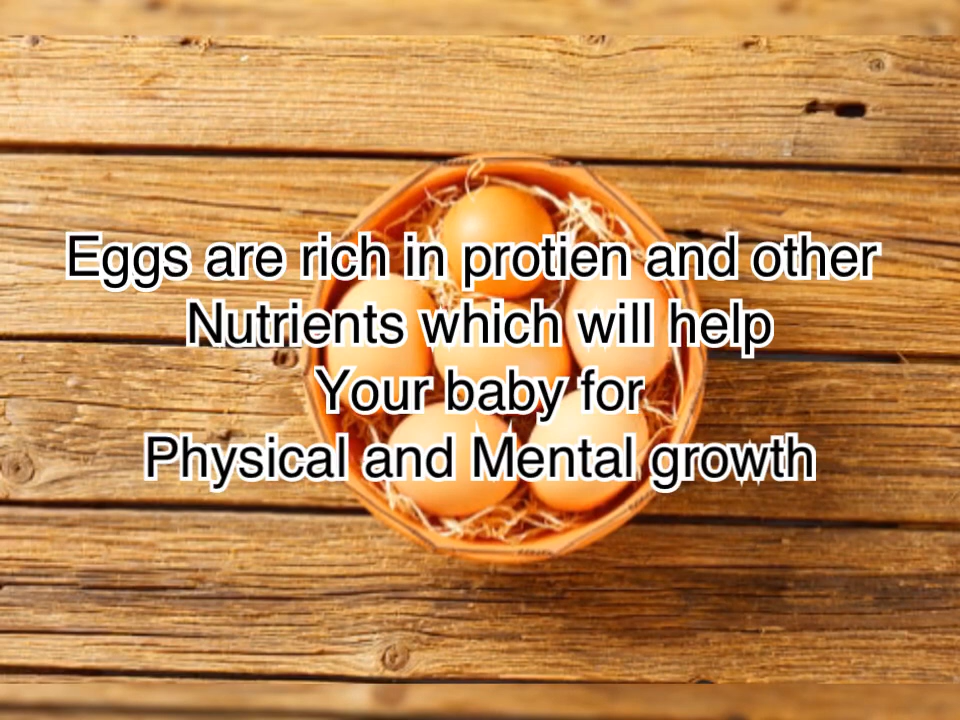 Eggs are rich in protien and other
Nutrients which will help
Your baby for
Physical and Mental growth